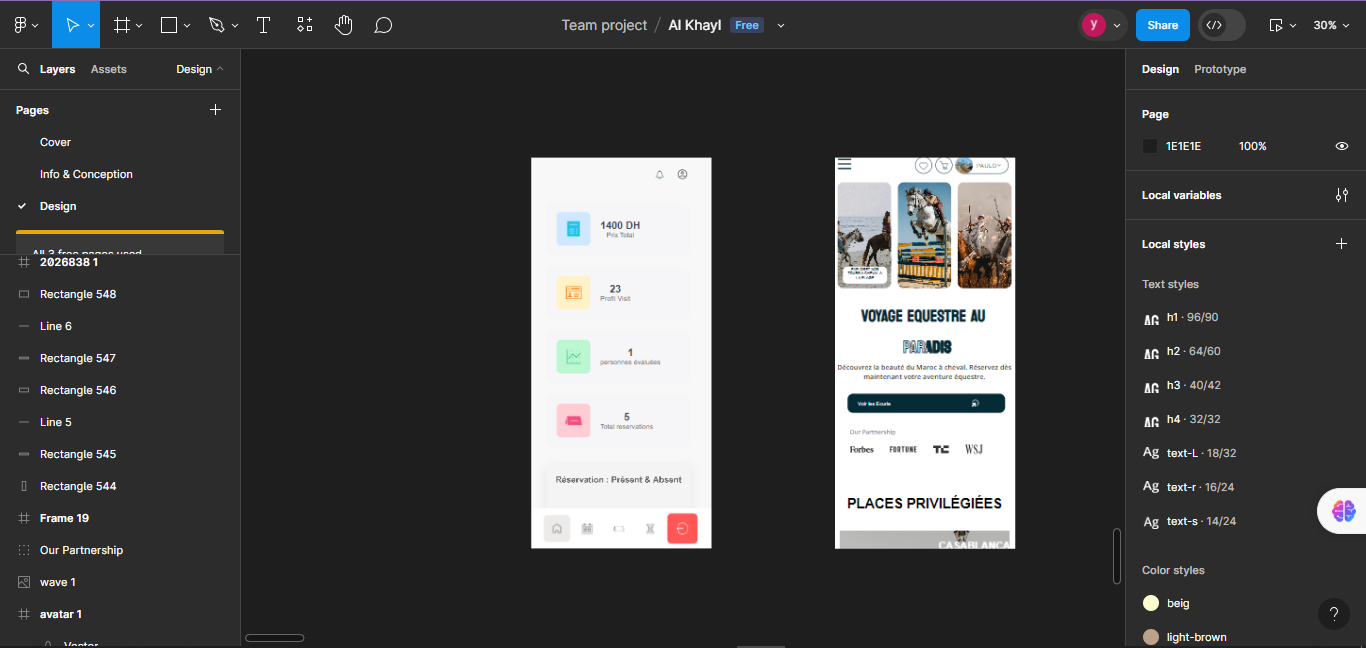 Team project / Al Khayl Free
y
Share
30%
Layers
Assets
Design
Pages
Cover
Info & Conception
Design
All 3 free pages used
2026838 1
Rectangle 548
Line 6
Rectangle 547
Rectangle 546
Line 5
Rectangle 545
Rectangle 544
Frame 19
Our Partnership
wave 1
avatar 1
Vector
1400 DH
Prix Total
23
Profil Visit
1
personnes évaluées
5
Total reservations
Réservation : Présent & Absent
PAULO
VOYAGE EQUESTRE AU
PARADIS
Découvrez la beauté du Maroc à cheval. Réservez dès
maintenant votre aventure équestre.
Voir les Ecurie
Our Partnership
Forbes FORTUNE TC WSJ
PLACES PRIVILÉGIÉES
CASABLANCA
Design
Prototype
Page
1E1E1E 100%
Local variables
Local styles
Text styles
AG h1 · 96/90
AG h2 · 64/60
AG h3 · 40/42
AG h4 · 32/32
Ag text-L · 18/32
Ag text-r · 16/24
Ag text-s · 14/24
Color styles
beig
light-brown
?